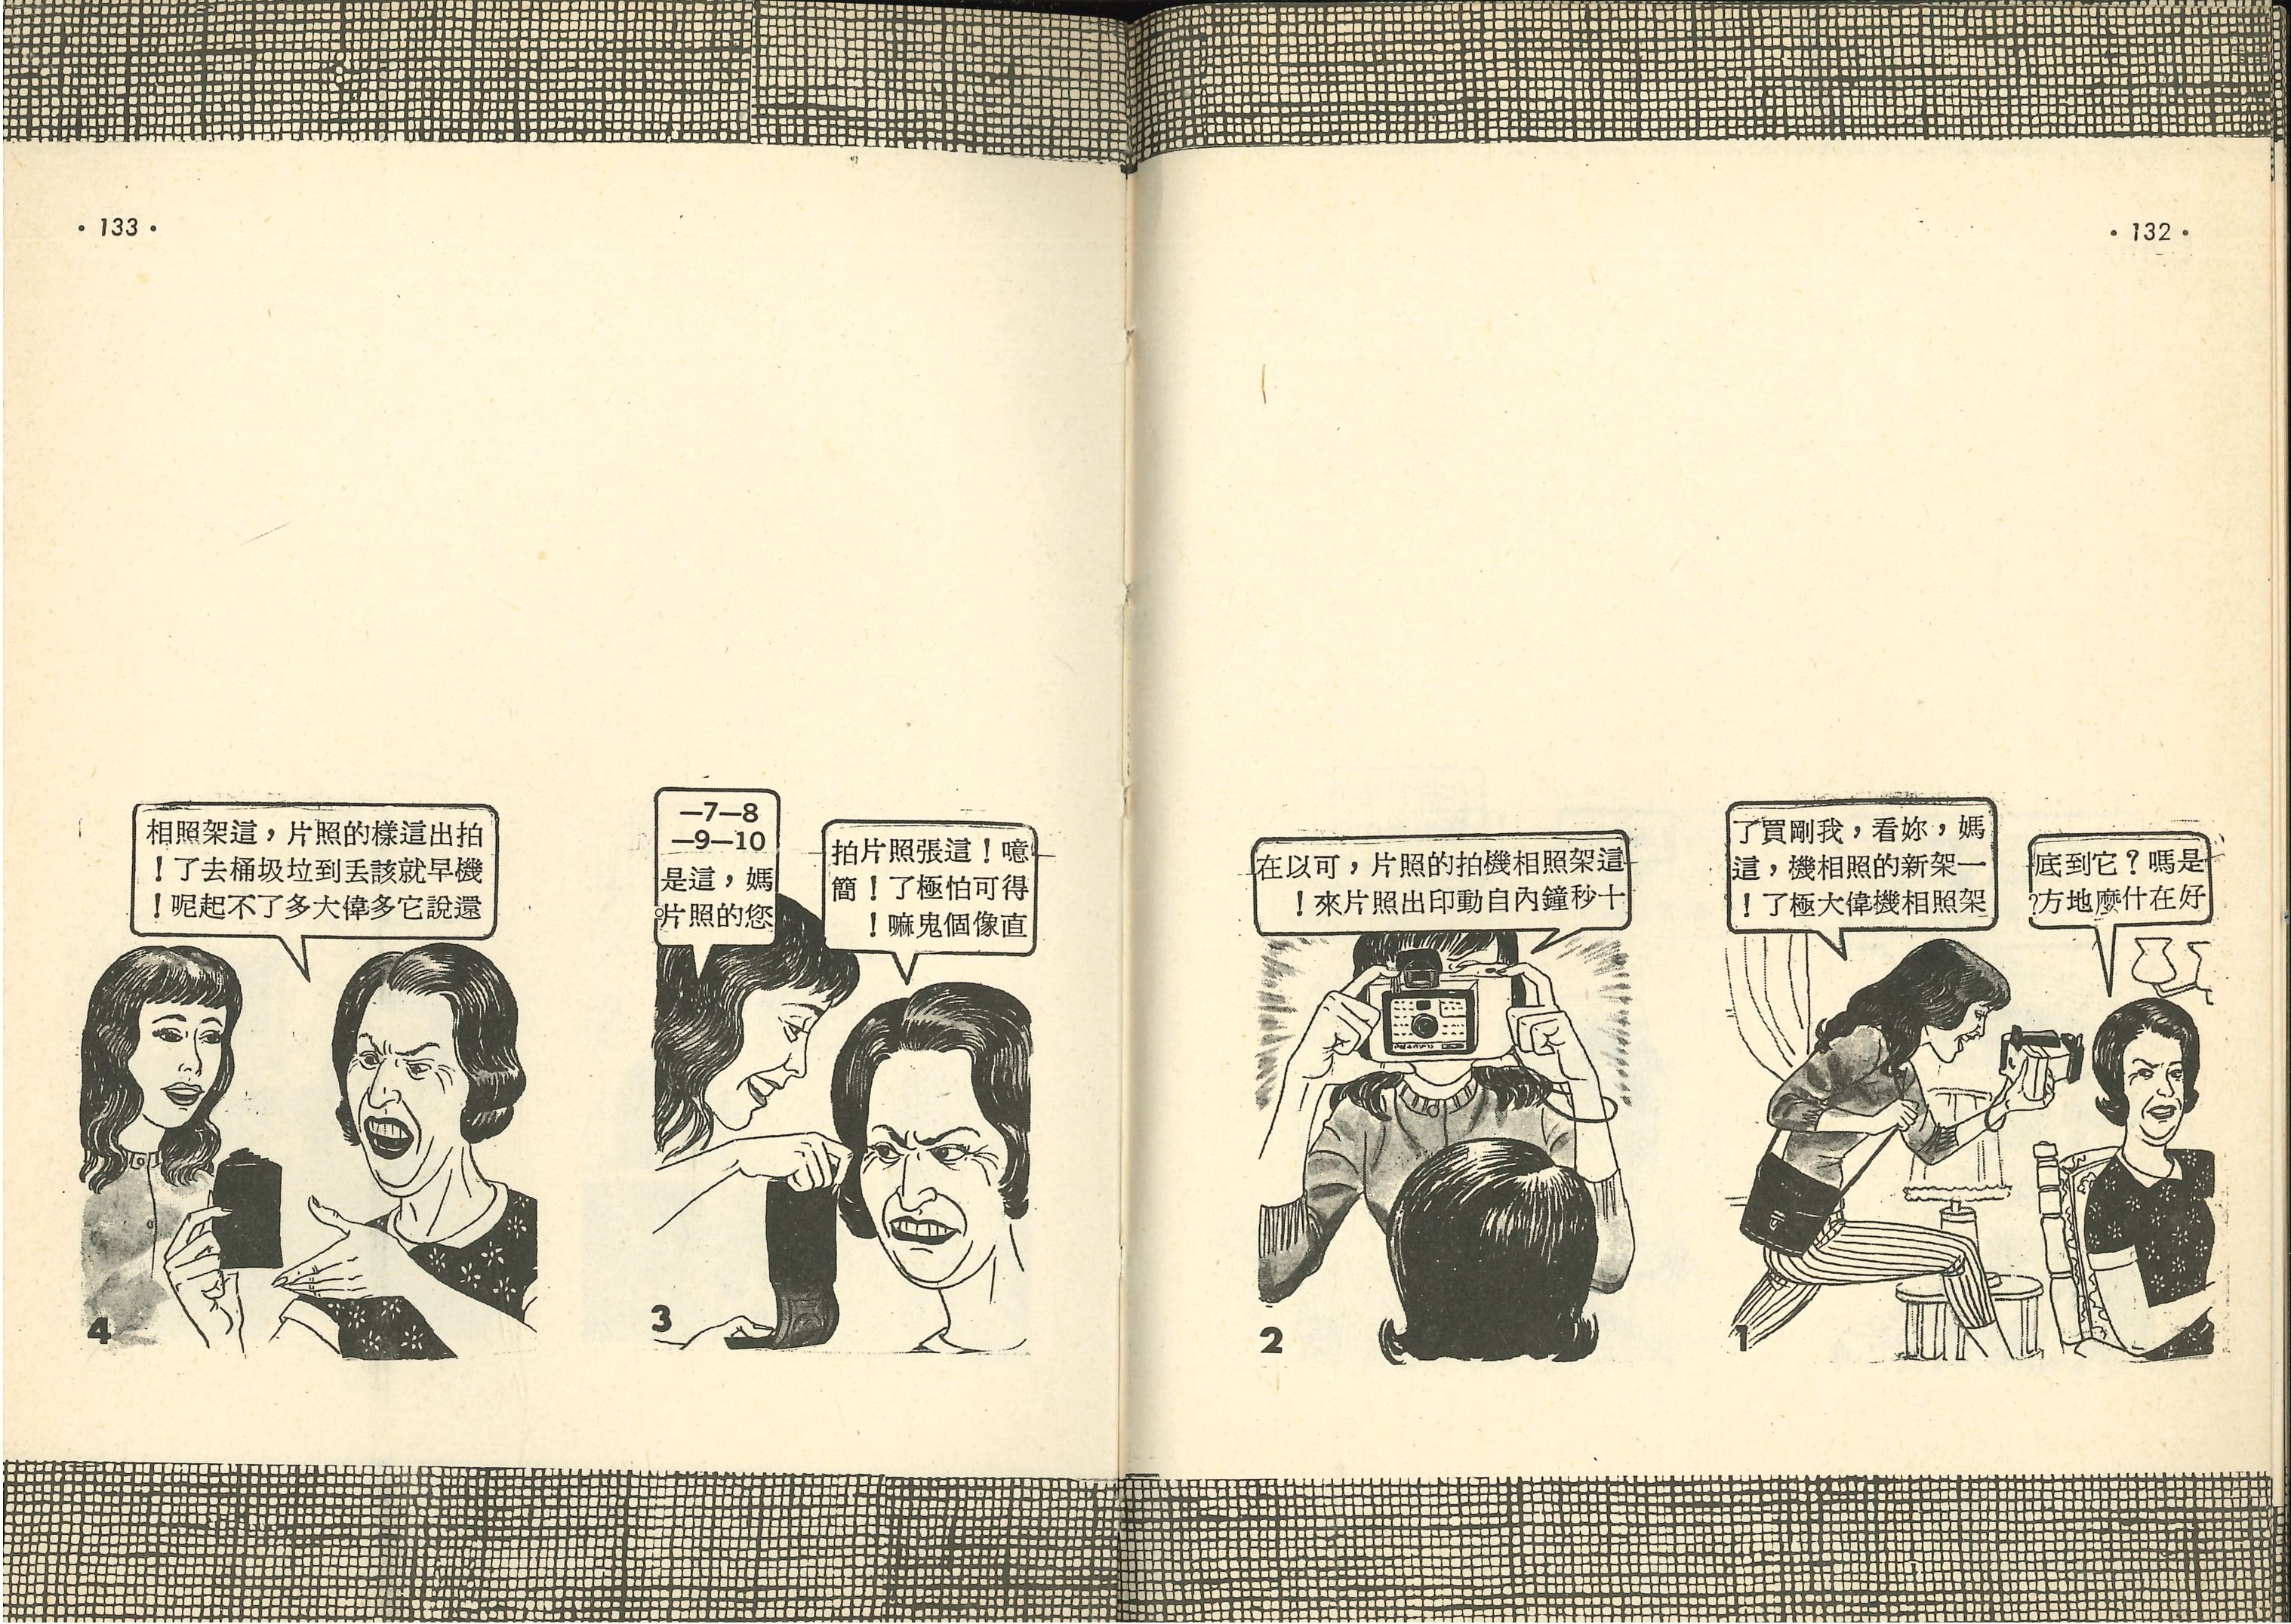 • 132 •
媽，妳看，我剛買了
一架新的照相機，這
架照相機偉大極了！
是嗎？它到底
好在什麼地方？
1
這架照相機拍的照片，可以在
十秒鐘內自動印出照片來！
2
• 133 •
噫！這張照片拍
得可怕極了！簡
直像個鬼嘛！
—7—8
—9—10
媽，這是
您的照片
3
拍出這樣的照片，這架照相
機早就該丟到垃圾桶去了！
還說它多偉大多了不起呢！
4